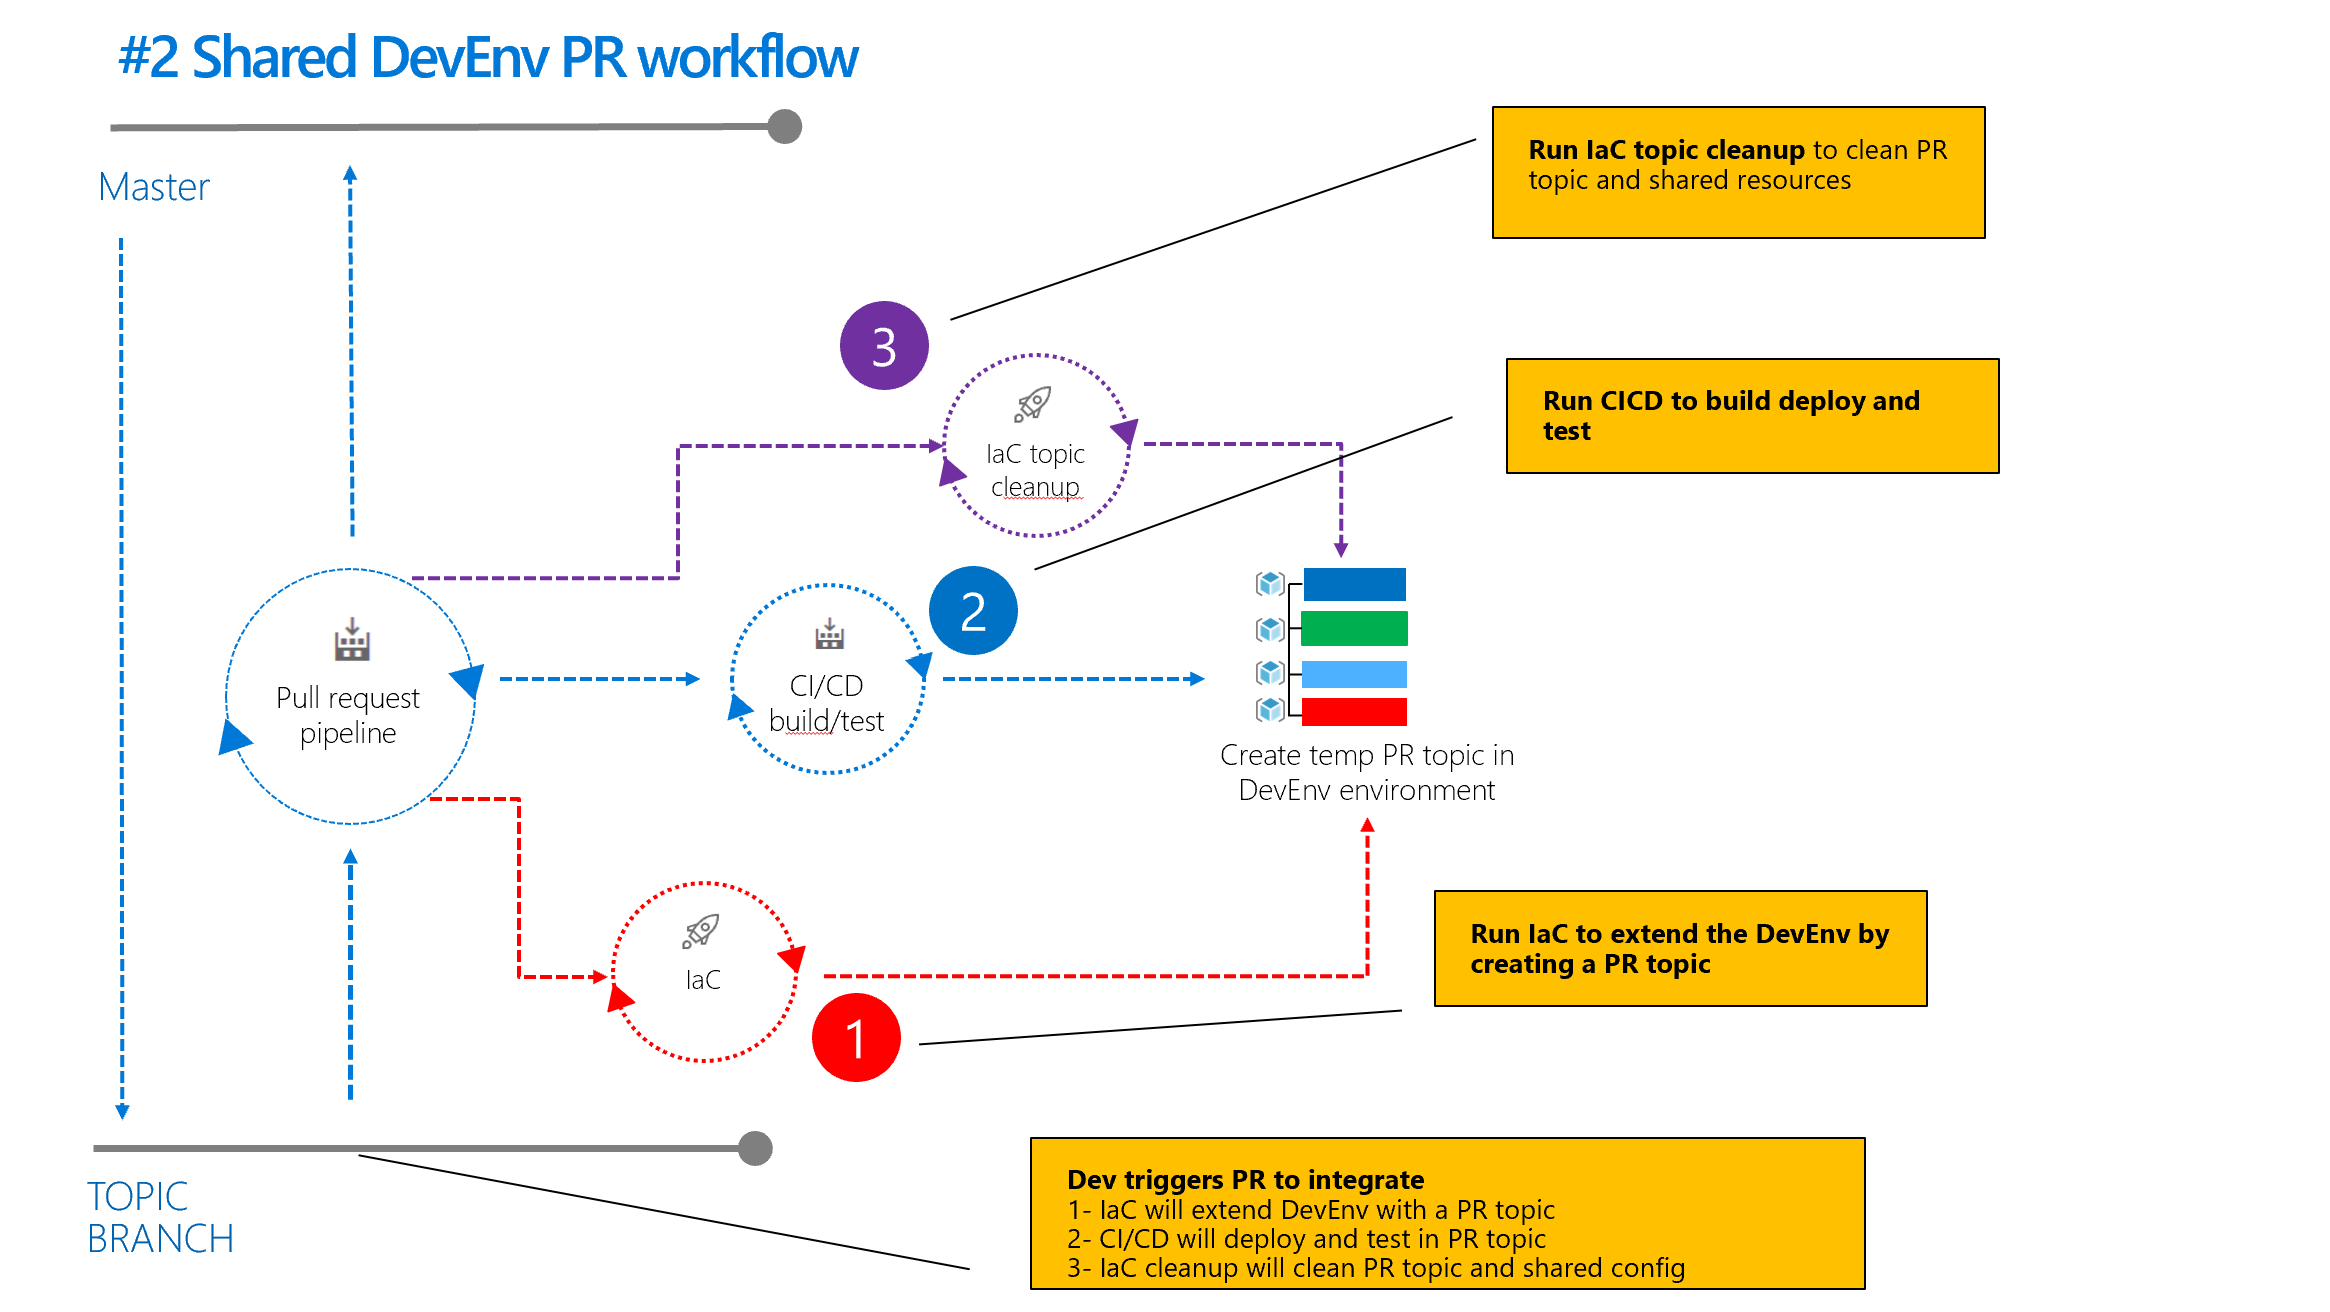 #2 Shared DevEnv PR workflow
Master
Run IaC topic cleanup to clean PR
topic and shared resources
3
IaC topic
cleanup
Run CICD to build deploy and
test
2
Pull request
pipeline
CI/CD
build/test
Create temp PR topic in
DevEnv environment
IaC
1
Run IaC to extend the DevEnv by
creating a PR topic
TOPIC
BRANCH
Dev triggers PR to integrate
1- IaC will extend DevEnv with a PR topic
2- CI/CD will deploy and test in PR topic
3- IaC cleanup will clean PR topic and shared config